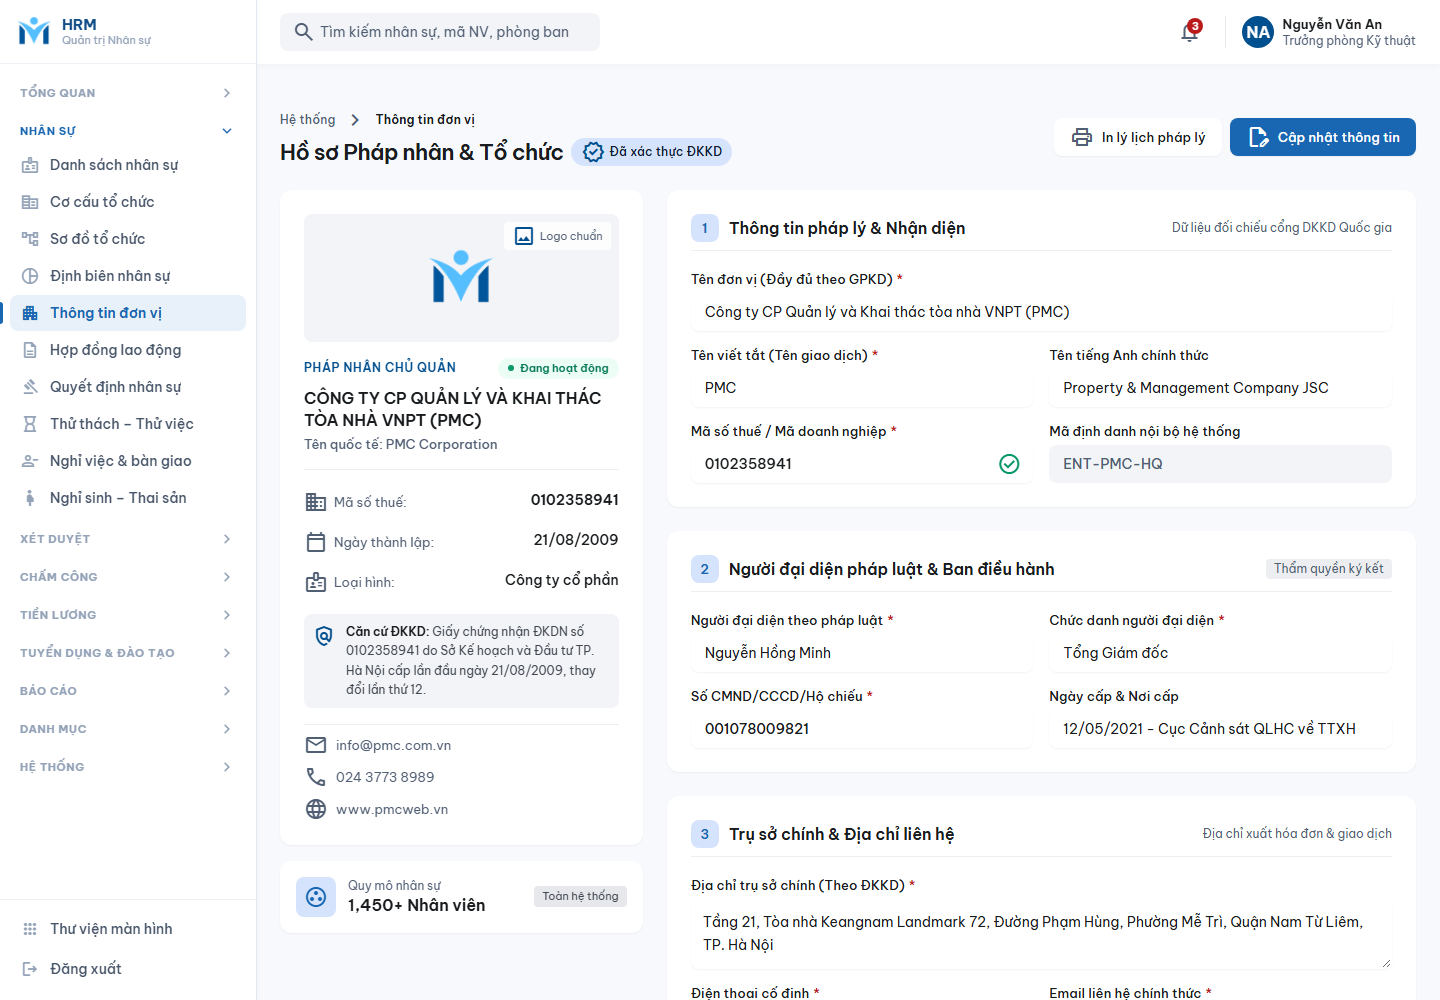 HRM
Quản trị Nhân sự
Tìm kiếm nhân sự, mã NV, phòng ban
3
NA
Nguyễn Văn An
Trưởng phòng Kỹ thuật
TỔNG QUAN
NHÂN SỰ
Danh sách nhân sự
Cơ cấu tổ chức
Sơ đồ tổ chức
Định biên nhân sự
Thông tin đơn vị
Hợp đồng lao động
Quyết định nhân sự
Thử thách – Thử việc
Nghỉ việc & bàn giao
Nghỉ sinh – Thai sản
XÉT DUYỆT
CHẤM CÔNG
TIỀN LƯƠNG
TUYỂN DỤNG & ĐÀO TẠO
BÁO CÁO
DANH MỤC
HỆ THỐNG
Thư viện màn hình
Đăng xuất
Hệ thống
Thông tin đơn vị
Hồ sơ Pháp nhân & Tổ chức
Đã xác thực ĐKKD
In lý lịch pháp lý
Cập nhật thông tin
Logo chuẩn
PHÁP NHÂN CHỦ QUẢN
Đang hoạt động
CÔNG TY CP QUẢN LÝ VÀ KHAI THÁC
TÒA NHÀ VNPT (PMC)
Tên quốc tế: PMC Corporation
Mã số thuế:
0102358941
Ngày thành lập:
21/08/2009
Loại hình:
Công ty cổ phần
Căn cứ ĐKKD: Giấy chứng nhận ĐKDN số
0102358941 do Sở Kế hoạch và Đầu tư TP.
Hà Nội cấp lần đầu ngày 21/08/2009, thay
đổi lần thứ 12.
info@pmc.com.vn
024 3773 8989
www.pmcweb.vn
Quy mô nhân sự
1,450+ Nhân viên
Toàn hệ thống
1
Thông tin pháp lý & Nhận diện
Dữ liệu đối chiếu cổng DKKD Quốc gia
Tên đơn vị (Đầy đủ theo GPKD) *
Công ty CP Quản lý và Khai thác tòa nhà VNPT (PMC)
Tên viết tắt (Tên giao dịch) *
Tên tiếng Anh chính thức
PMC
Property & Management Company JSC
Mã số thuế / Mã doanh nghiệp *
Mã định danh nội bộ hệ thống
0102358941
ENT-PMC-HQ
2
Người đại diện pháp luật & Ban điều hành
Thẩm quyền ký kết
Người đại diện theo pháp luật *
Chức danh người đại diện *
Nguyễn Hồng Minh
Tổng Giám đốc
Số CMND/CCCD/Hộ chiếu *
Ngày cấp & Nơi cấp
001078009821
12/05/2021 - Cục Cảnh sát QLHC về TTXH
3
Trụ sở chính & Địa chỉ liên hệ
Địa chỉ xuất hóa đơn & giao dịch
Địa chỉ trụ sở chính (Theo ĐKKD) *
Tầng 21, Tòa nhà Keangnam Landmark 72, Đường Phạm Hùng, Phường Mễ Trì, Quận Nam Từ Liêm,
TP. Hà Nội
Điện thoại cố định *
Email liên hệ chính thức *